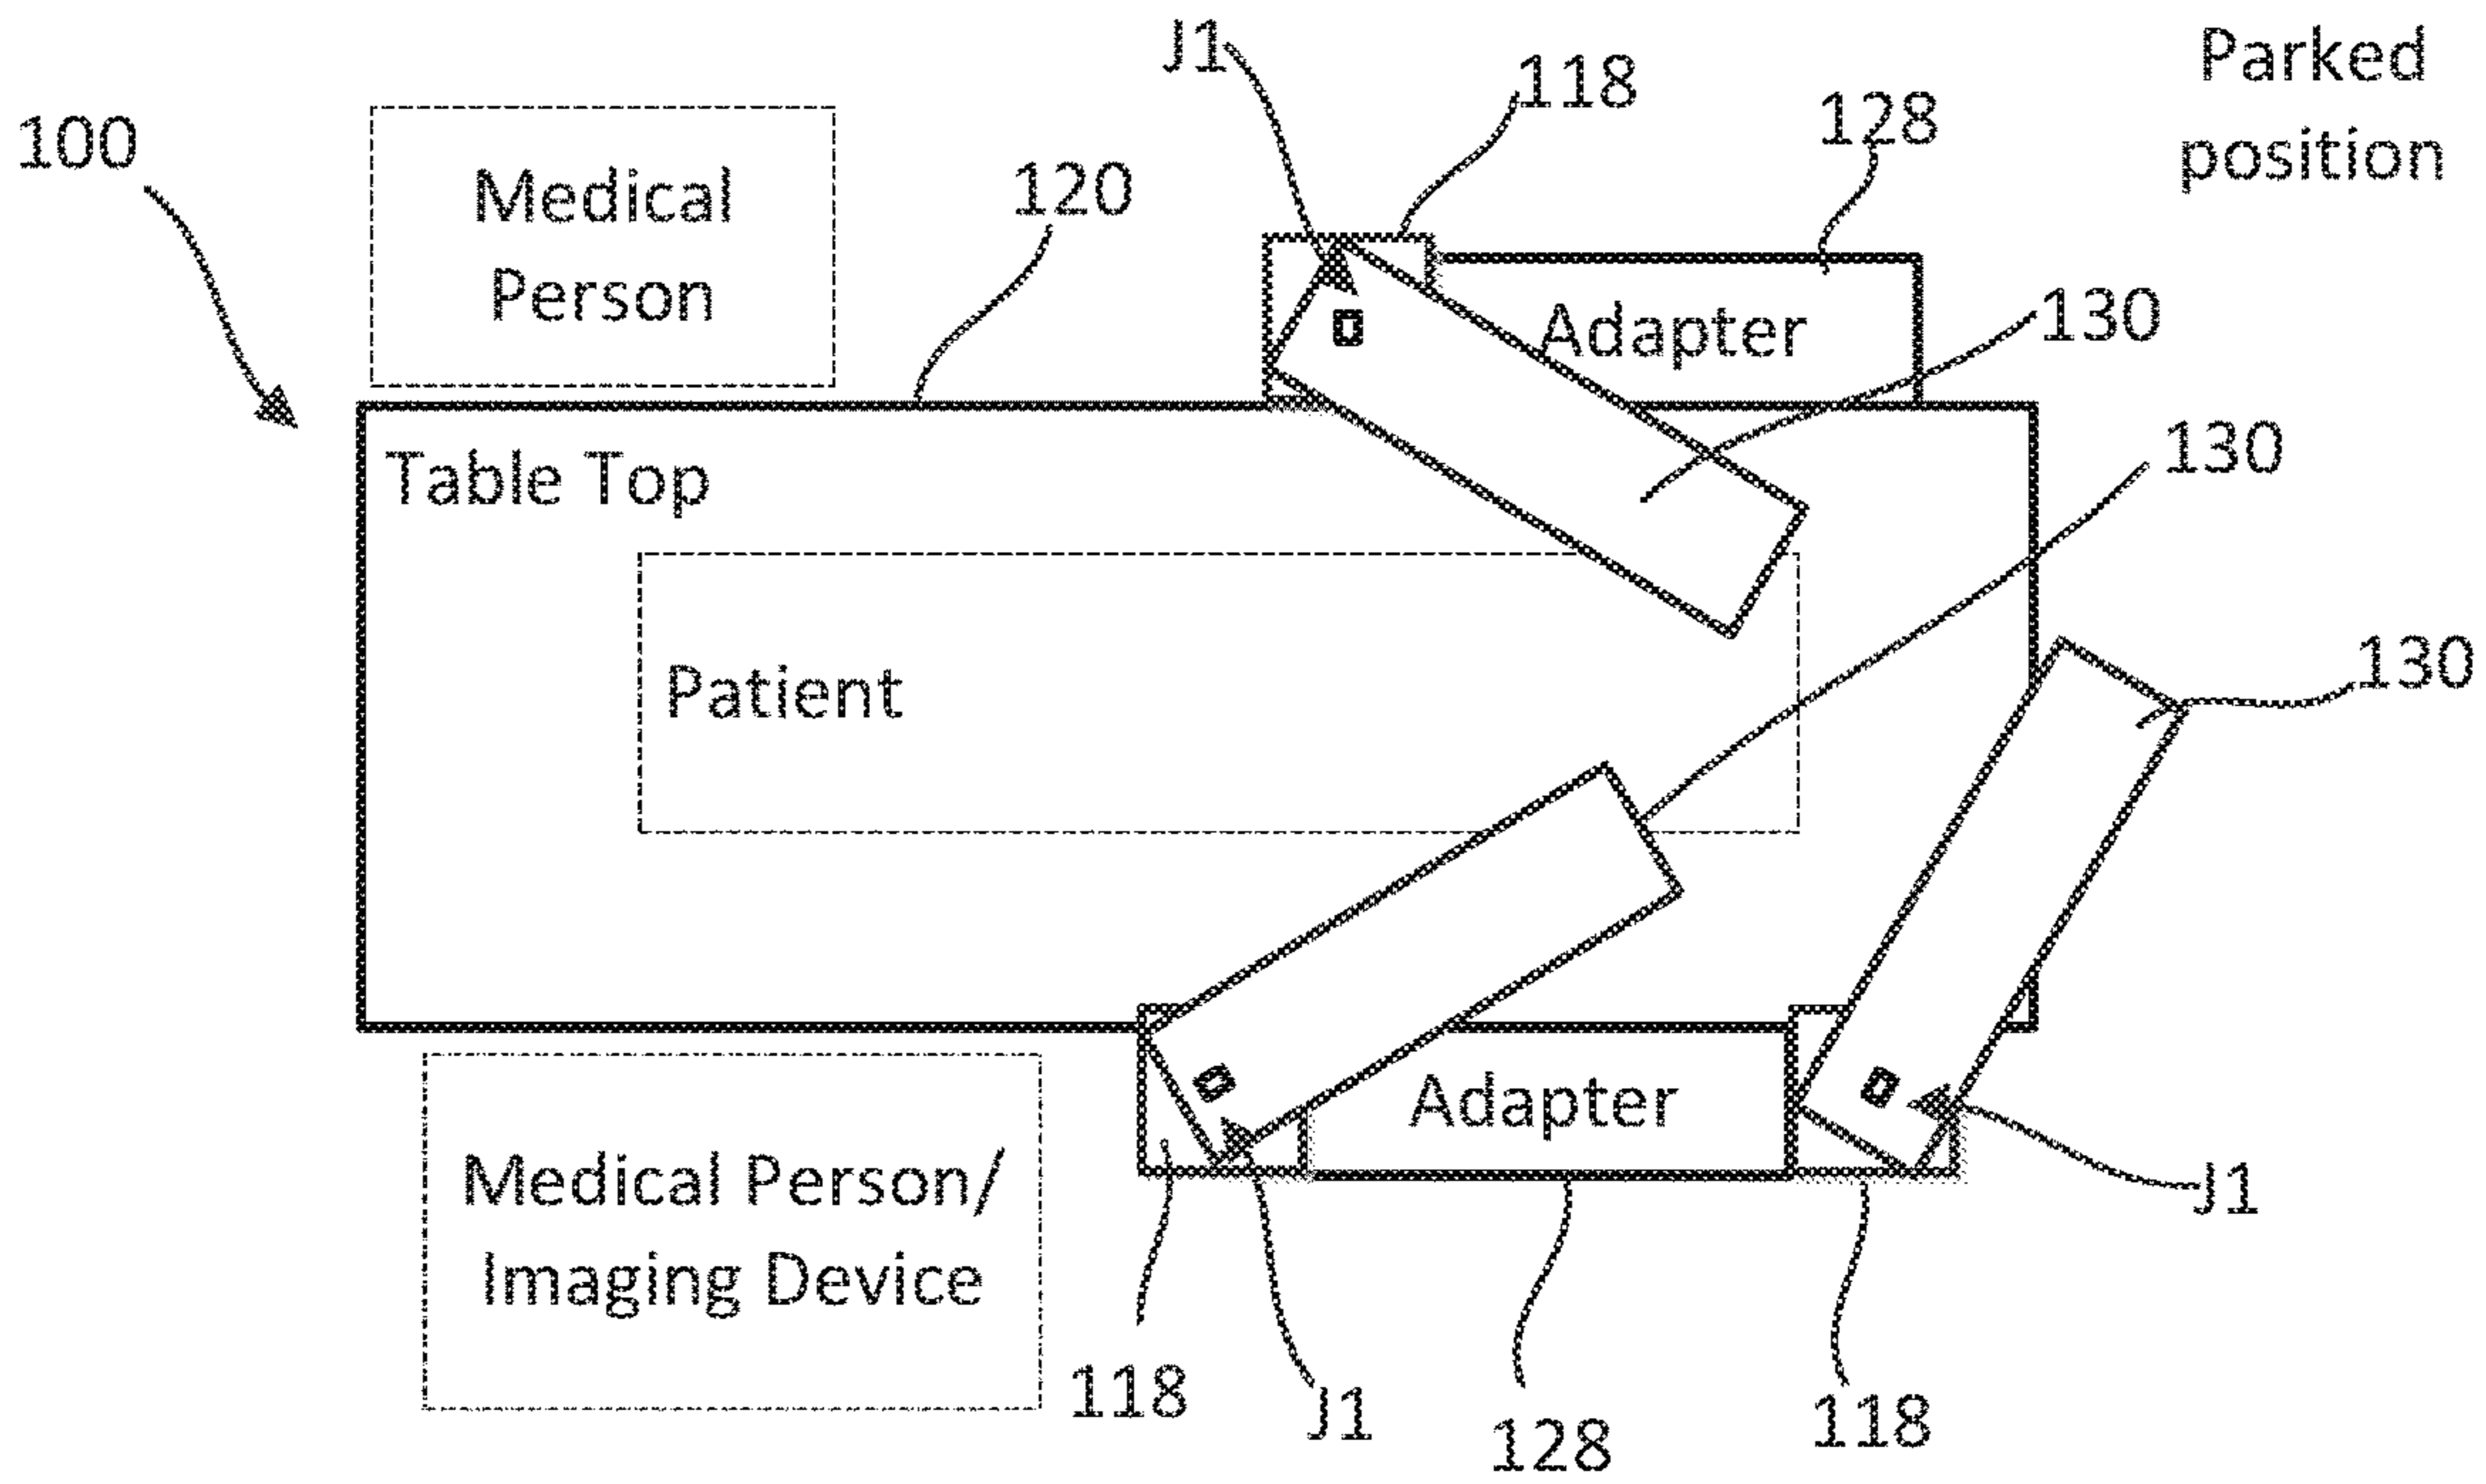 J1
118
Parked
128
position
100
Medical
Person
120
Adapter
130
130
Table Top
130
Patient
Adapter
Medical Person/
Imaging Device
J1
118
J1
128
118